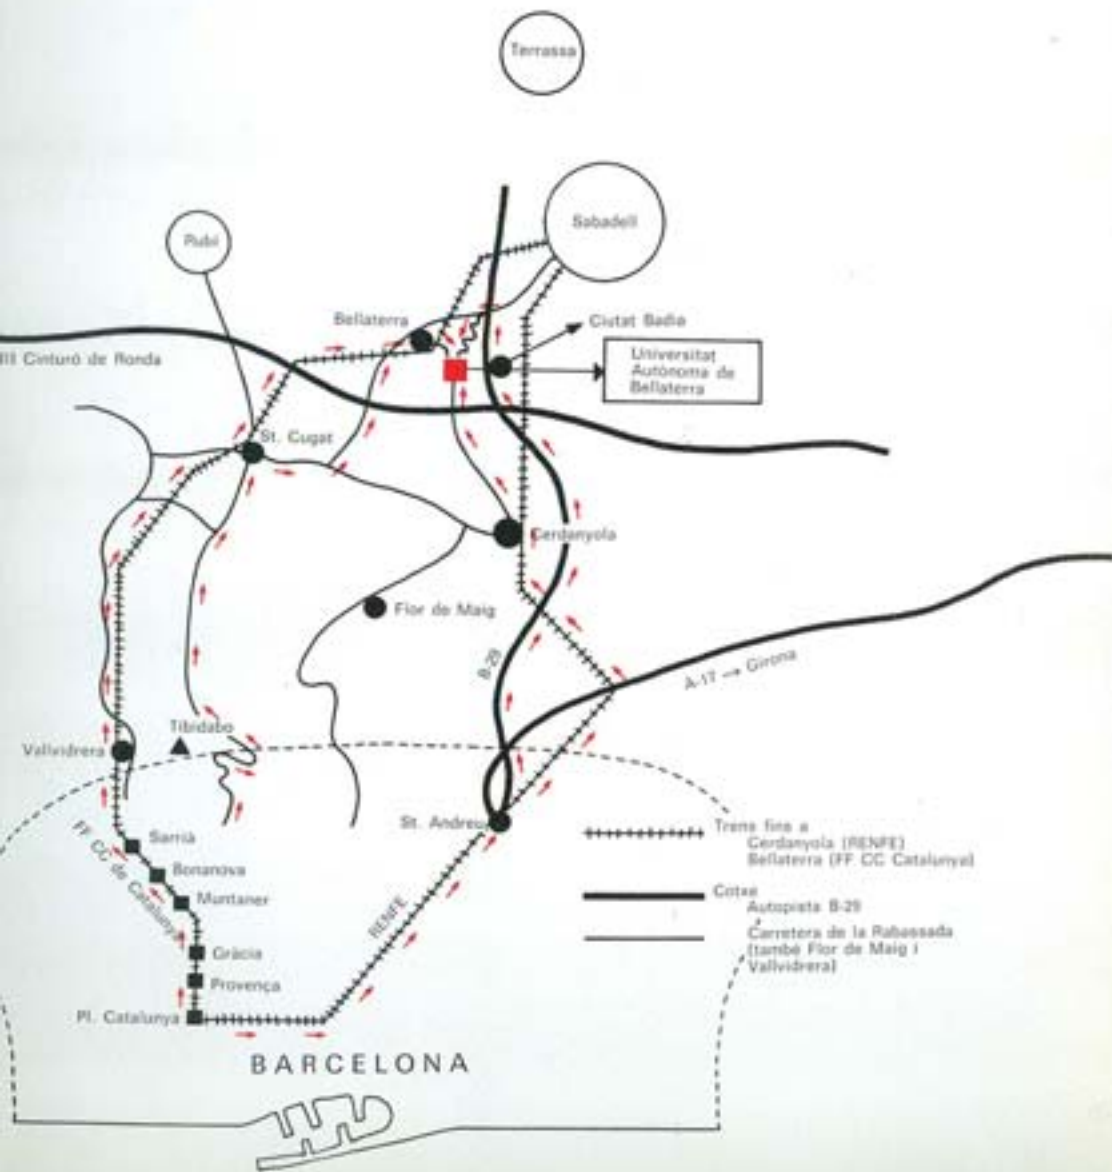 Terrassa
Sabadell
Rubí
Bellaterra
Ciutat Badia
III Cinturó de Ronda
Universitat
Autònoma de
Bellaterra
St. Cugat
Cerdanyola
Flor de Maig
B-29
A-17 → Girona
Tibidabo
Vallvidrera
St. Andreu
Sarrià
Bonanova
Muntaner
FF CC de Catalunya
Gràcia
Provença
Pl. Catalunya
RENFE
BARCELONA
Trens fins a
Cerdanyola (RENFE)
Bellaterra (FF CC Catalunya)
Cotxe
Autopista B-29
Carretera de la Rabassada
(també Flor de Maig i
Vallvidrera)